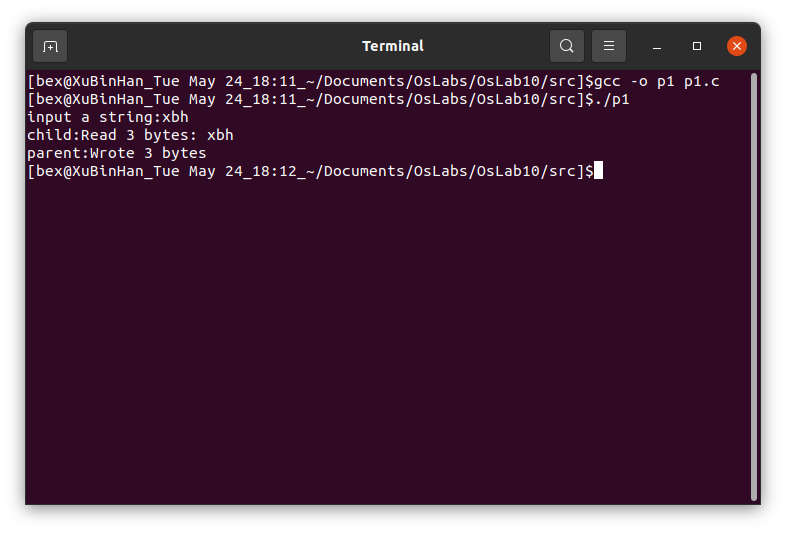 Terminal
[bex@XuBinHan_Tue May 24_18:11_~/Documents/OsLabs/OsLab10/src]$gcc -o p1 p1.c
[bex@XuBinHan_Tue May 24_18:11_~/Documents/OsLabs/OsLab10/src]$./p1
input a string:xbh
child:Read 3 bytes: xbh
parent:Wrote 3 bytes
[bex@XuBinHan_Tue May 24_18:12_~/Documents/OsLabs/OsLab10/src]$